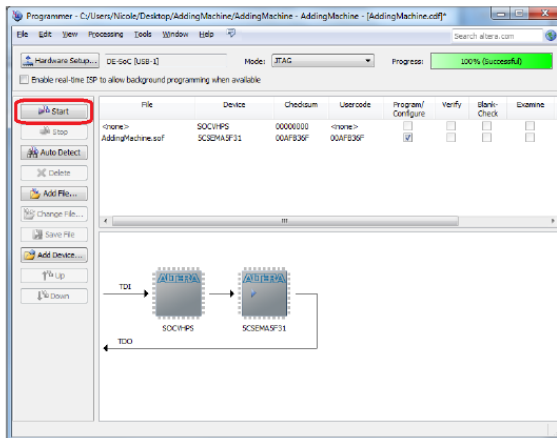 Programmer - C:/Users/Nicole/Desktop/AddingMachine/AddingMachine - AddingMachine - [AddingMachine.cdf]*
File Edit View Processing Tools Window Help Search altera.com
Hardware Setup... DE-SoC [USB-1] Mode: JTAG Progress: 100% (Successful)
Enable real-time ISP to allow background programming when available
Start
Stop
Auto Detect
Delete
Add File...
Change File...
Save File
Add Device...
Up
Down
File Device Checksum Usercode Program/Configure Verify Blank-Check Examine
<none> SOCVHPS 00000000 <none>
AddingMachine.sof 5CSEMA5F31 00AFB36F 00AFB36F
TDI
ALTERA ALTERA
SOCVHPS 5CSEMA5F31
TDO